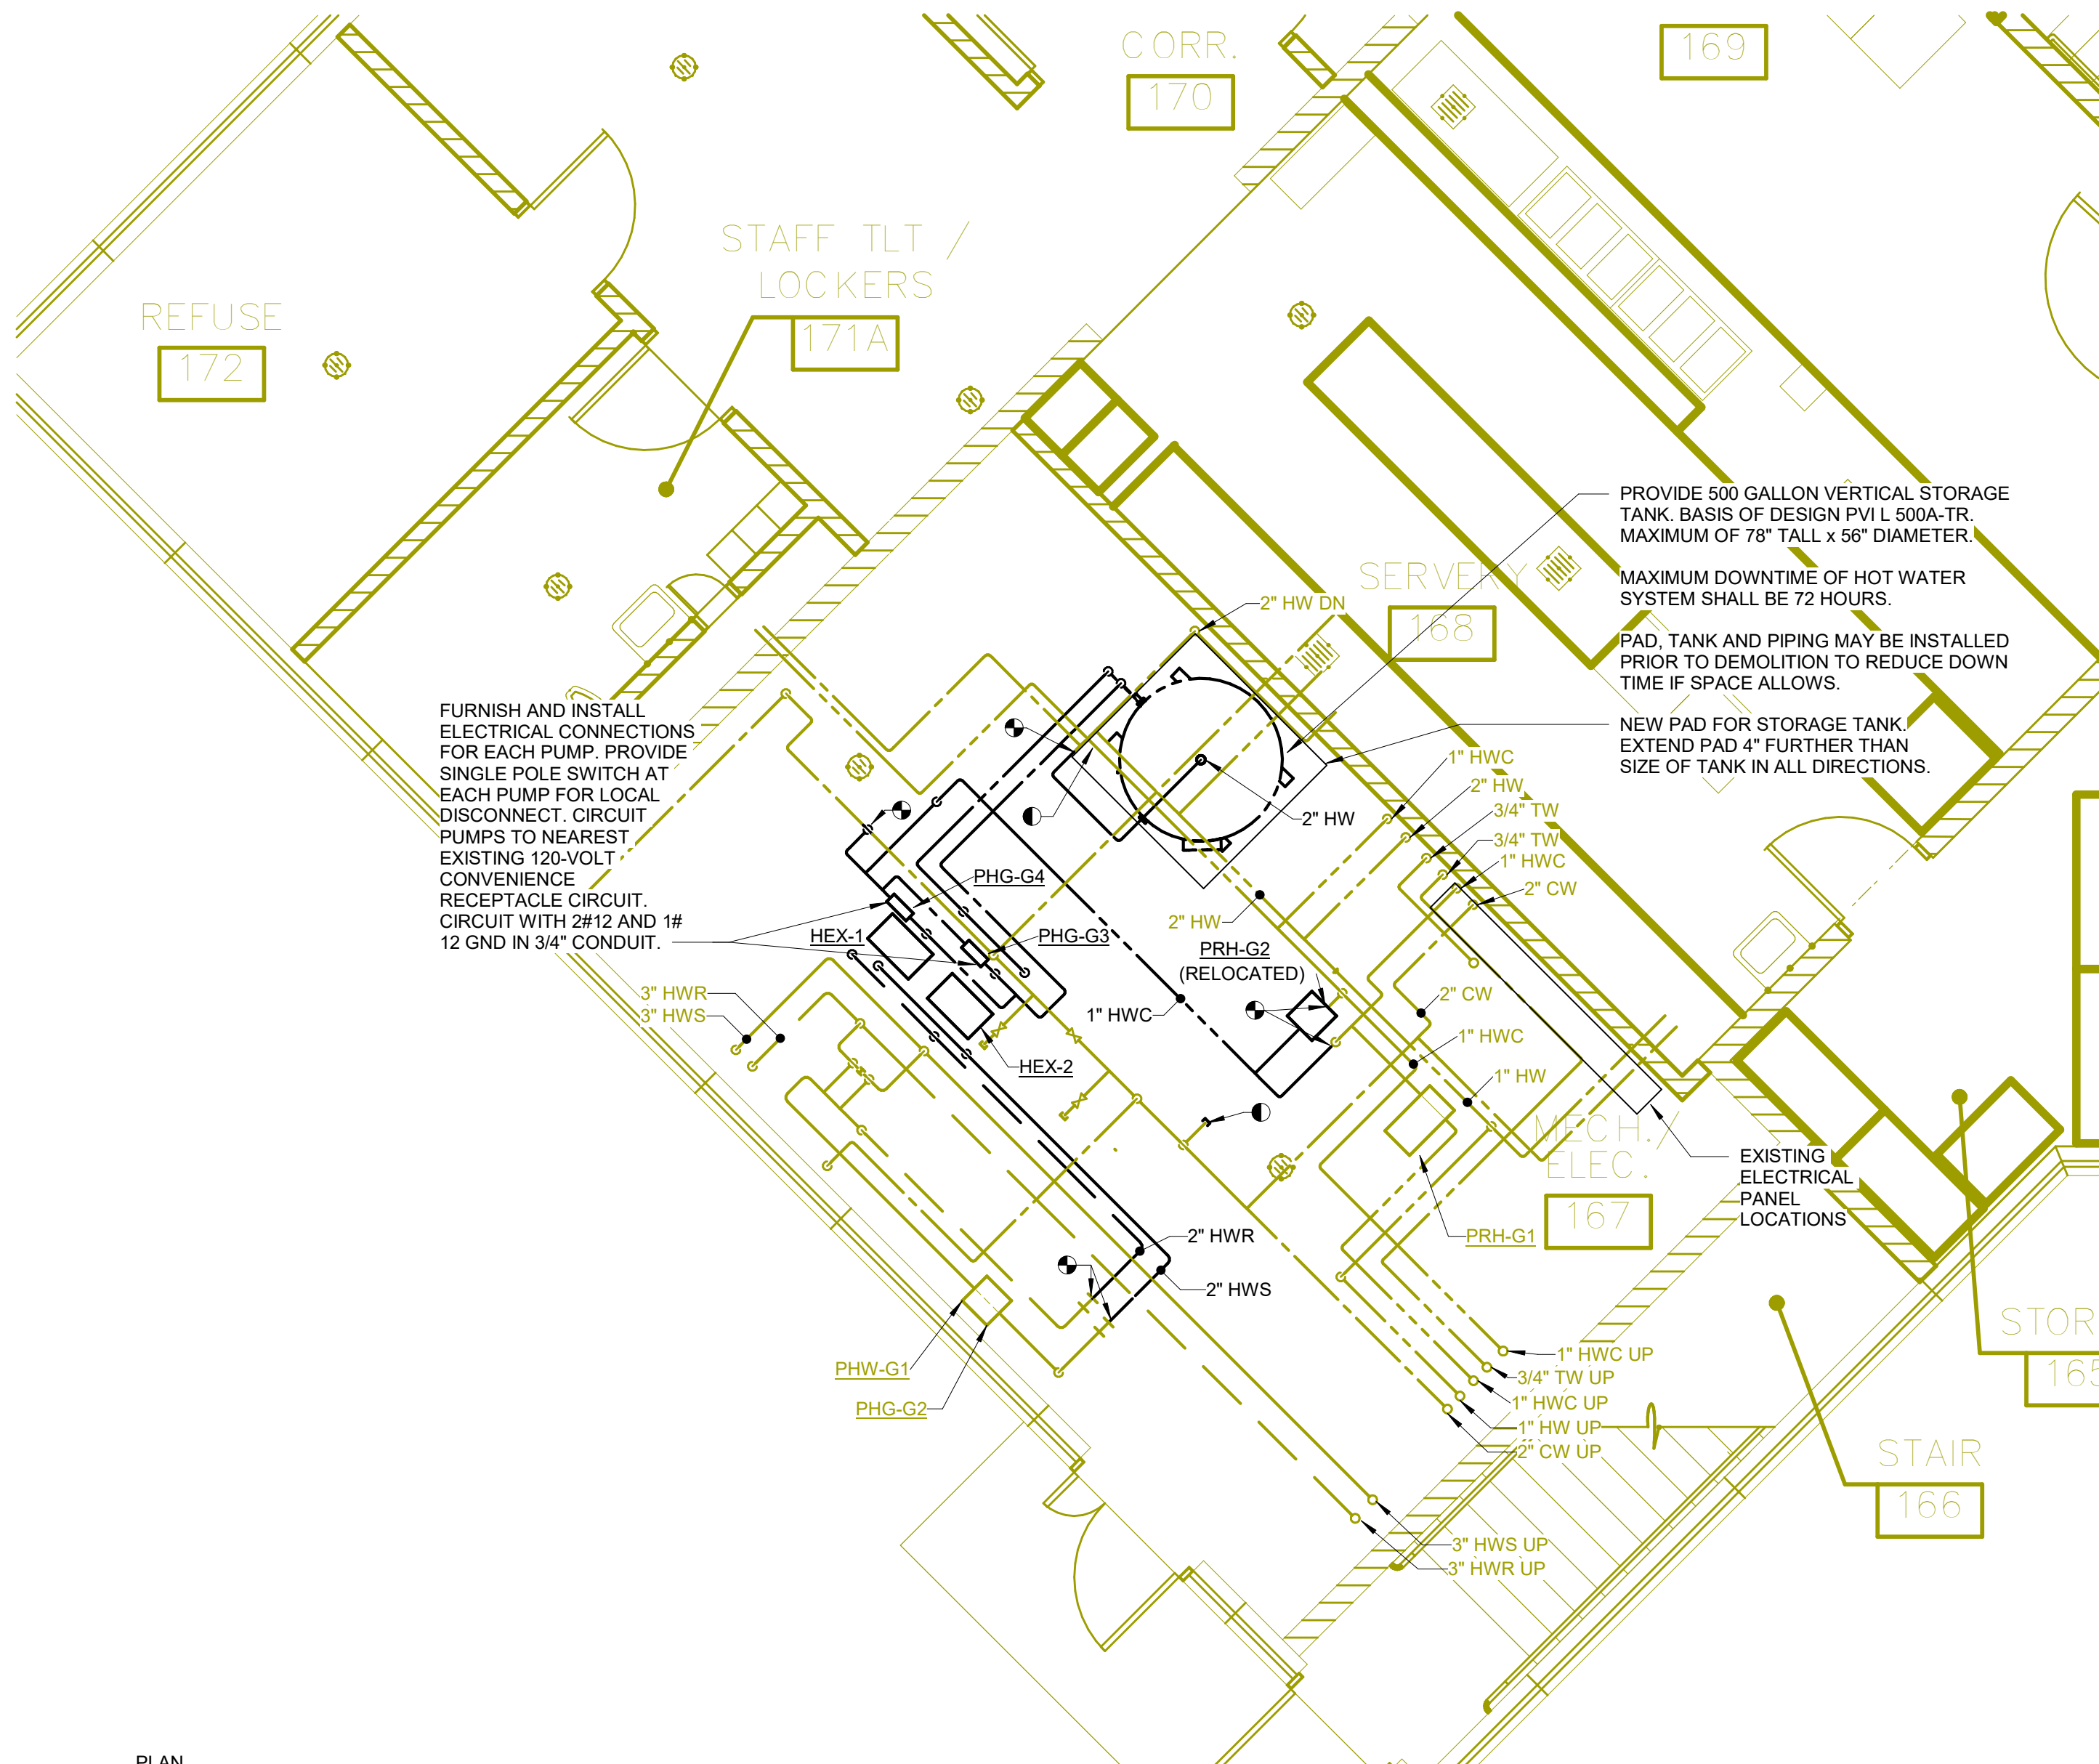 CORR.
170
169
STAFF TLT /
LOCKERS
171A
REFUSE
172
PROVIDE 500 GALLON VERTICAL STORAGE
TANK. BASIS OF DESIGN PVI L 500A-TR.
MAXIMUM OF 78" TALL x 56" DIAMETER.
MAXIMUM DOWNTIME OF HOT WATER
SYSTEM SHALL BE 72 HOURS.
PAD, TANK AND PIPING MAY BE INSTALLED
PRIOR TO DEMOLITION TO REDUCE DOWN
TIME IF SPACE ALLOWS.
NEW PAD FOR STORAGE TANK.
EXTEND PAD 4" FURTHER THAN
SIZE OF TANK IN ALL DIRECTIONS.
SERVERY
168
2" HW DN
FURNISH AND INSTALL
ELECTRICAL CONNECTIONS
FOR EACH PUMP. PROVIDE
SINGLE POLE SWITCH AT
EACH PUMP FOR LOCAL
DISCONNECT. CIRCUIT
PUMPS TO NEAREST
EXISTING 120-VOLT
CONVENIENCE
RECEPTACLE CIRCUIT.
CIRCUIT WITH 2#12 AND 1#
12 GND IN 3/4" CONDUIT.
1" HWC
2" HW
3/4" TW
3/4" TW
1" HWC
2" CW
2" HW
PHG-G4
2" HW
HEX-1
PHG-G3
PRH-G2
(RELOCATED)
3" HWR
3" HWS
1" HWC
2" CW
1" HWC
HEX-2
1" HW
MECH./
ELEC.
167
EXISTING
ELECTRICAL
PANEL
LOCATIONS
PRH-G1
2" HWR
2" HWS
PHW-G1
PHG-G2
1" HWC UP
3/4" TW UP
1" HWC UP
1" HW UP
2" CW UP
STOR
165
STAIR
166
3" HWS UP
3" HWR UP
PLAN